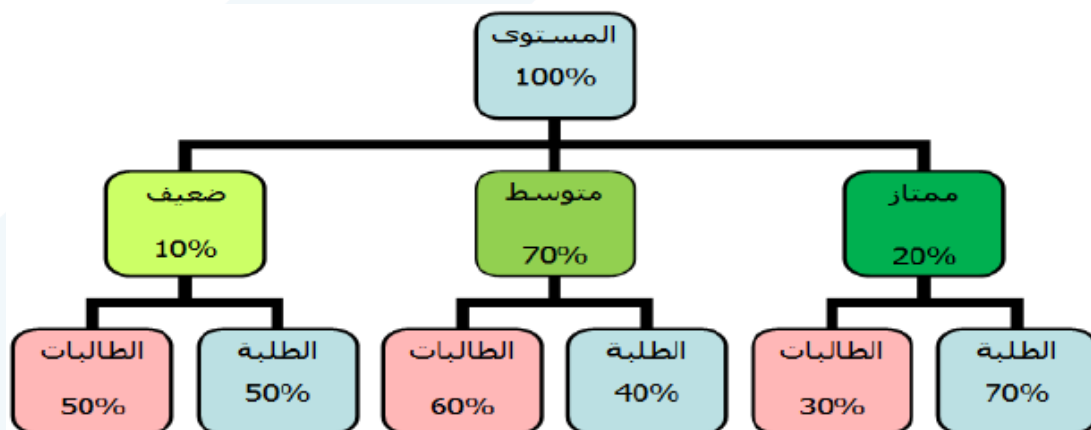 المستوى
100%
ممتاز
20%
متوسط
70%
ضعيف
10%
الطلبة
70%
الطالبات
30%
الطلبة
40%
الطالبات
60%
الطلبة
50%
الطالبات
50%